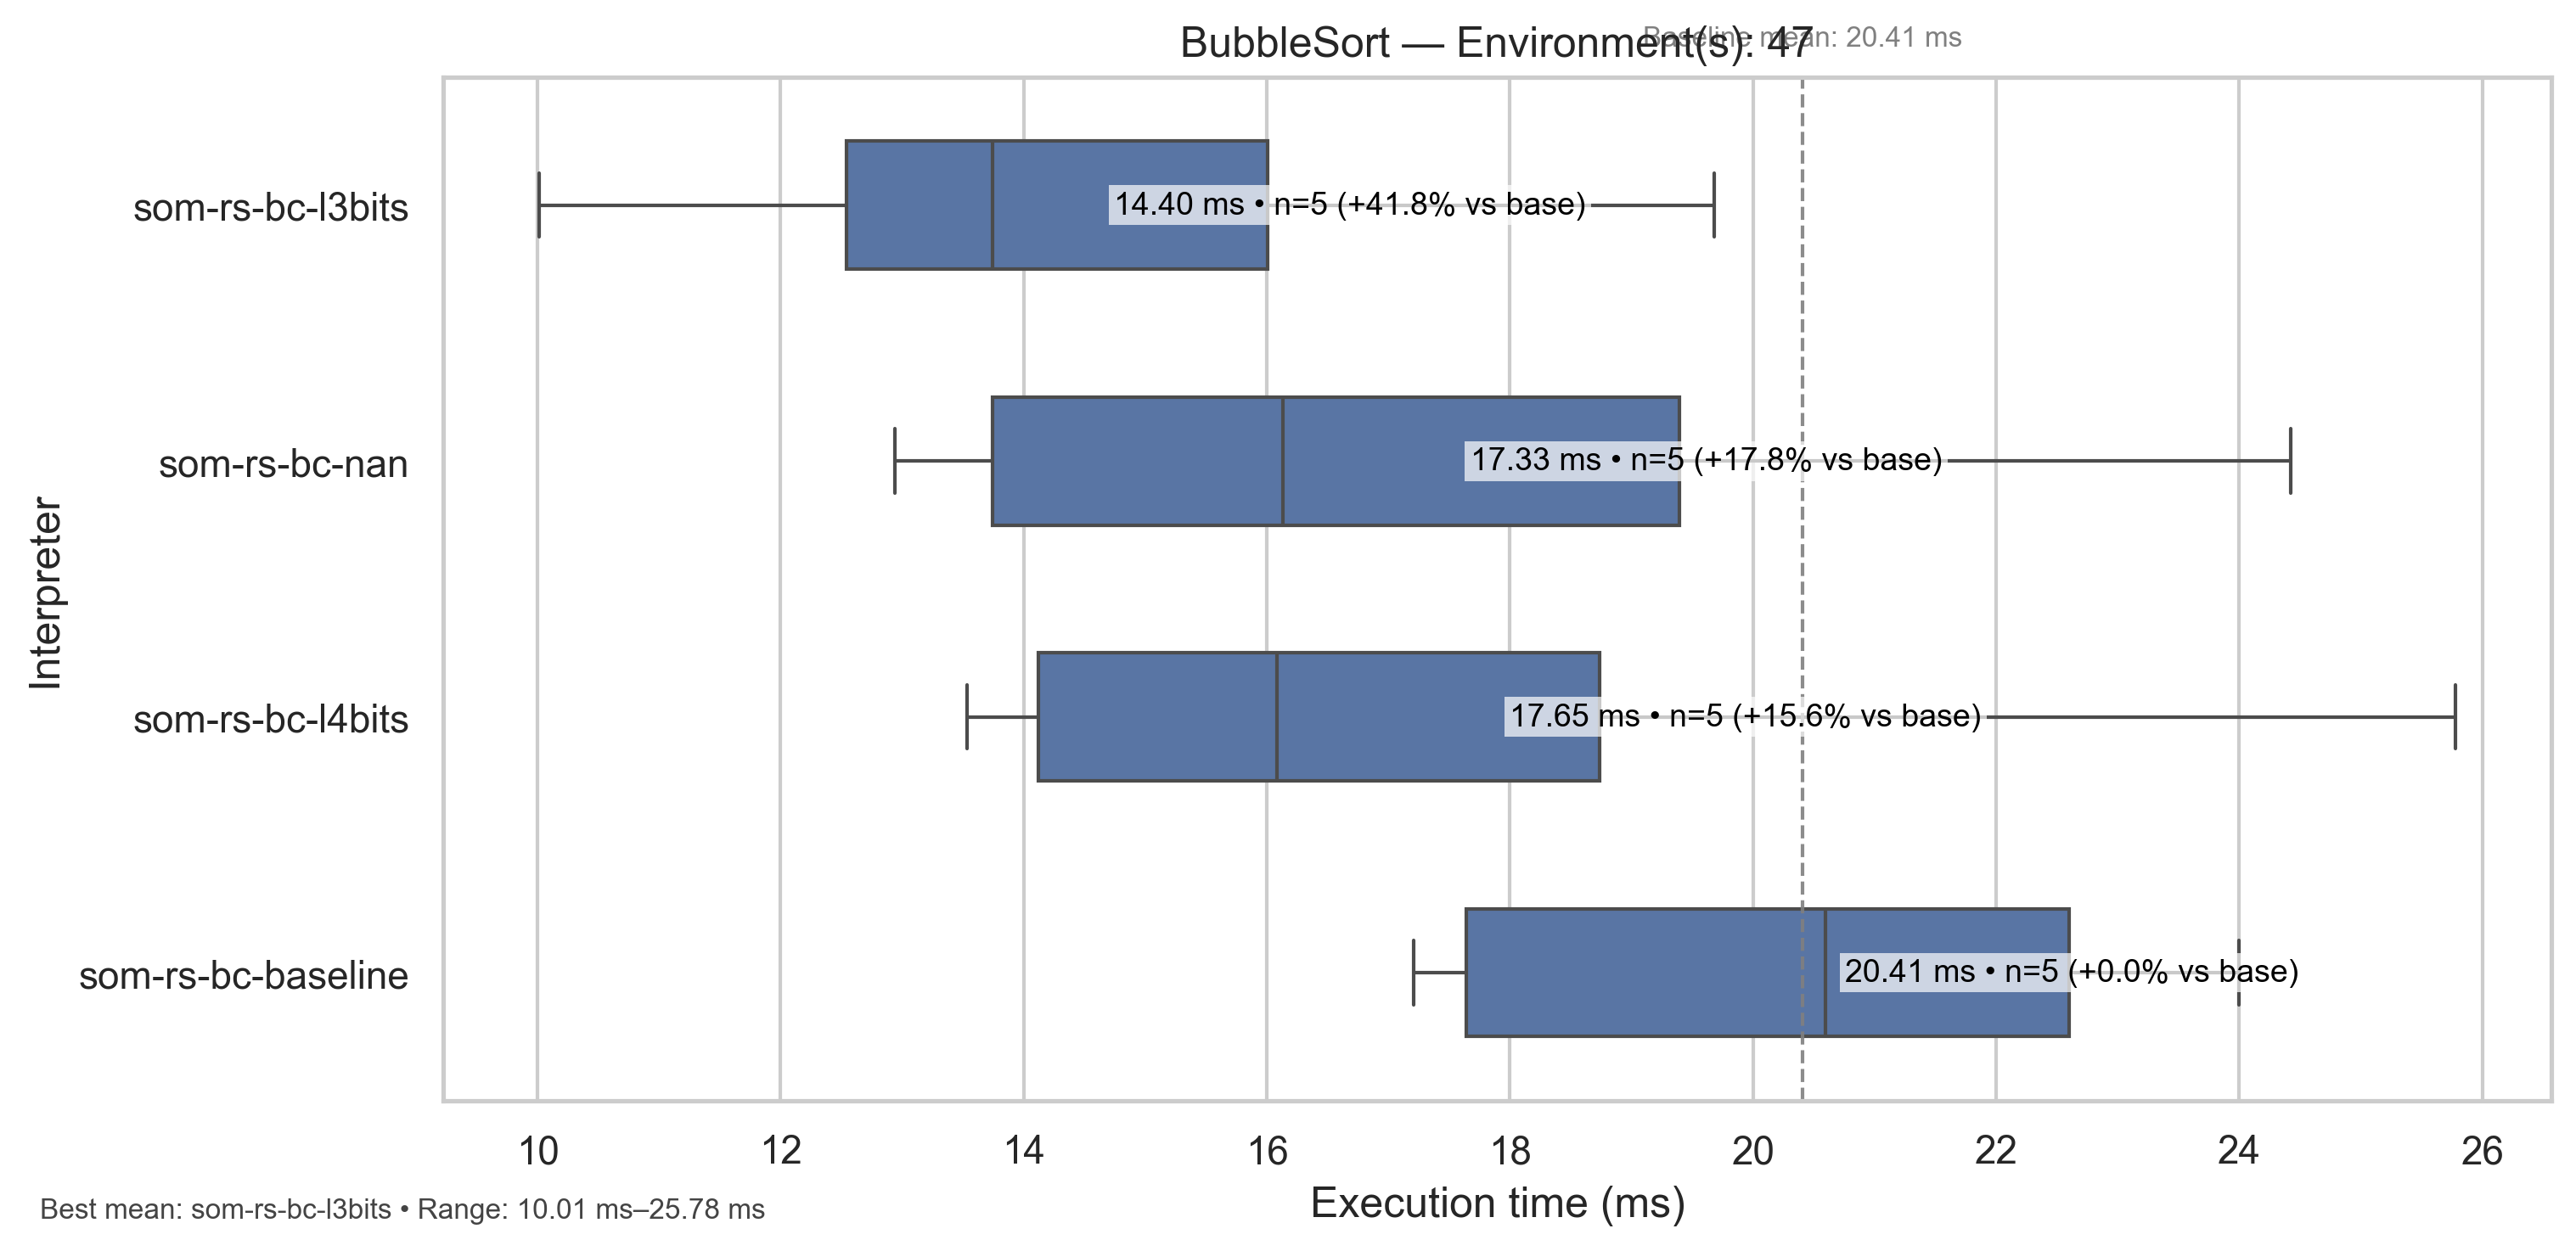 BubbleSort — Environment(s): 47
Baseline mean: 20.41 ms
som-rs-bc-l3bits
14.40 ms • n=5 (+41.8% vs base)
som-rs-bc-nan
17.33 ms • n=5 (+17.8% vs base)
Interpreter
som-rs-bc-l4bits
17.65 ms • n=5 (+15.6% vs base)
som-rs-bc-baseline
20.41 ms • n=5 (+0.0% vs base)
10 12 14 16 18 20 22 24 26
Execution time (ms)
Best mean: som-rs-bc-l3bits • Range: 10.01 ms–25.78 ms